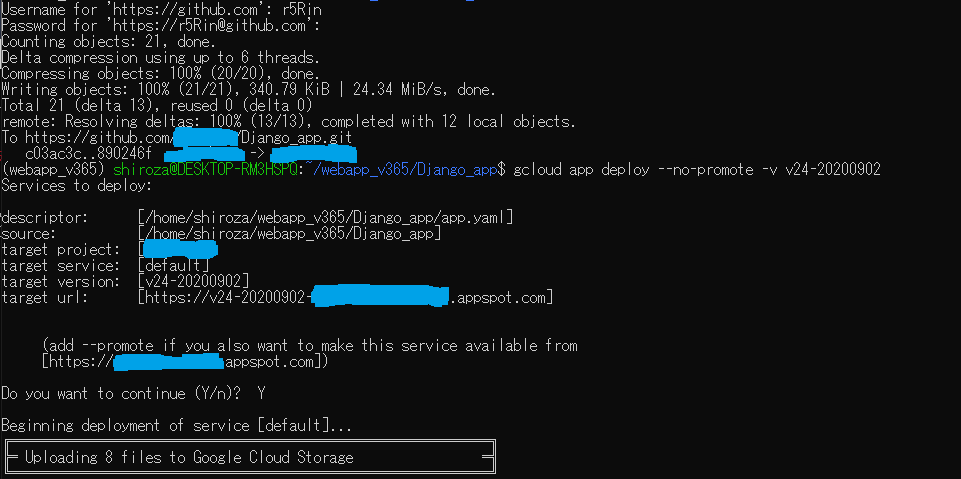 Username for 'https://github.com': r5Rin
Password for 'https://r5Rin@github.com':
Counting objects: 21, done.
Delta compression using up to 6 threads.
Compressing objects: 100% (20/20), done.
Writing objects: 100% (21/21), 340.79 KiB | 24.34 MiB/s, done.
Total 21 (delta 13), reused 0 (delta 0)
remote: Resolving deltas: 100% (13/13), completed with 12 local objects.
To https://github.com/ /Django_app.git
c03ac3c..890246f ->
(webapp_v365) shiroza@DESKTOP-RM3HSPQ:~/webapp_v365/Django_app$ gcloud app deploy --no-promote -v v24-20200902
Services to deploy:
descriptor: [/home/shiroza/webapp_v365/Django_app/app.yaml]
source: [/home/shiroza/webapp_v365/Django_app]
target project: [
target service: [default]
target version: [v24-20200902]
target url: [https://v24-20200902- .appspot.com]
(add --promote if you also want to make this service available from
[https:// appspot.com])
Do you want to continue (Y/n)? Y
Beginning deployment of service [default]...
Uploading 8 files to Google Cloud Storage